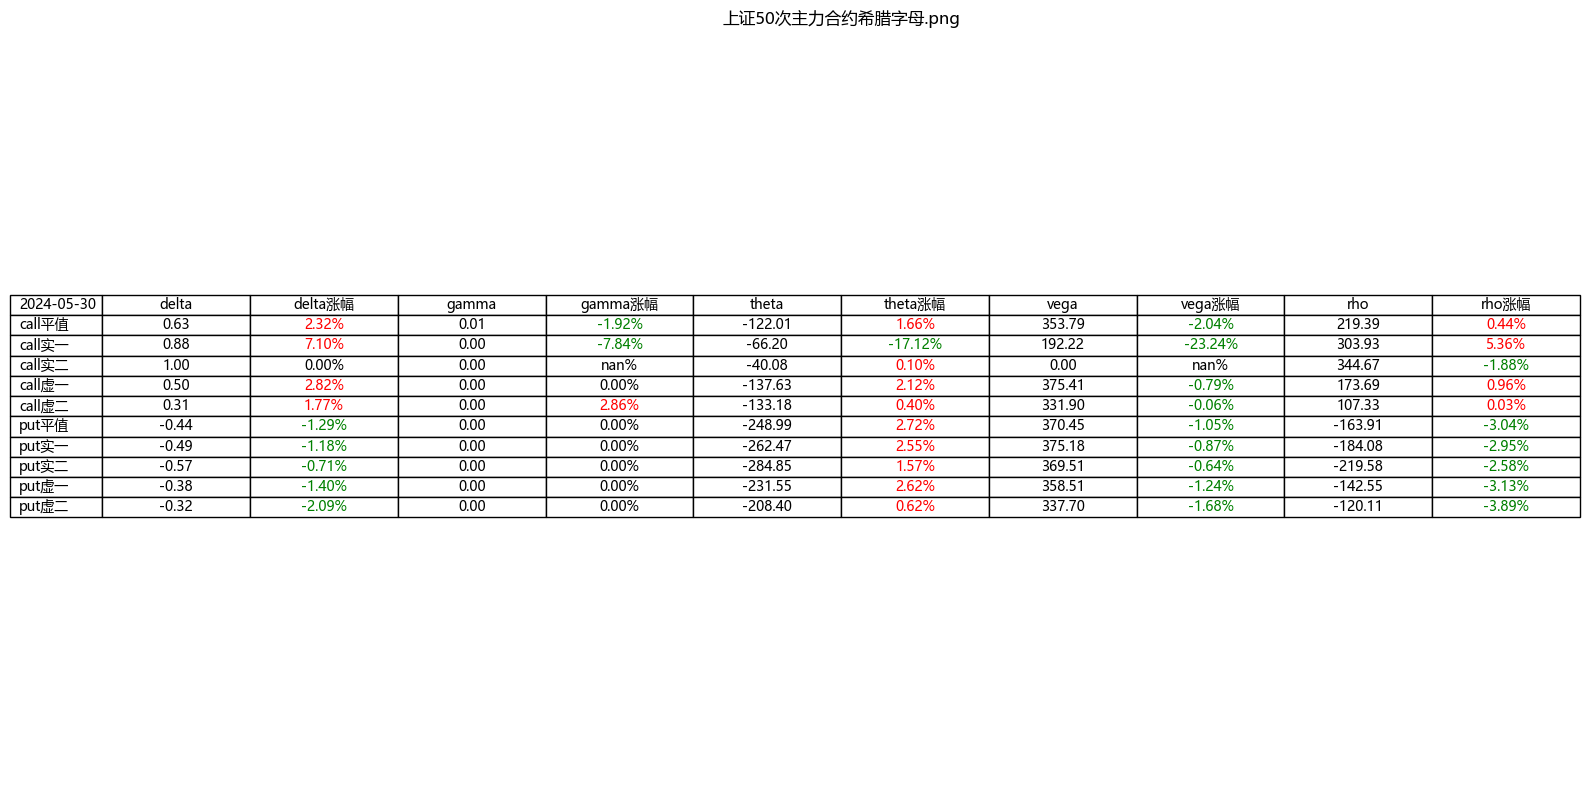 上证50次主力合约希腊字母.png
2024-05-30 delta delta涨幅 gamma gamma涨幅 theta theta涨幅 vega vega涨幅 rho rho涨幅
call平值 0.63 2.32% 0.01 -1.92% -122.01 1.66% 353.79 -2.04% 219.39 0.44%
call实一 0.88 7.10% 0.00 -7.84% -66.20 -17.12% 192.22 -23.24% 303.93 5.36%
call实二 1.00 0.00% 0.00 nan% -40.08 0.10% 0.00 nan% 344.67 -1.88%
call虚一 0.50 2.82% 0.00 0.00% -137.63 2.12% 375.41 -0.79% 173.69 0.96%
call虚二 0.31 1.77% 0.00 2.86% -133.18 0.40% 331.90 -0.06% 107.33 0.03%
put平值 -0.44 -1.29% 0.00 0.00% -248.99 2.72% 370.45 -1.05% -163.91 -3.04%
put实一 -0.49 -1.18% 0.00 0.00% -262.47 2.55% 375.18 -0.87% -184.08 -2.95%
put实二 -0.57 -0.71% 0.00 0.00% -284.85 1.57% 369.51 -0.64% -219.58 -2.58%
put虚一 -0.38 -1.40% 0.00 0.00% -231.55 2.62% 358.51 -1.24% -142.55 -3.13%
put虚二 -0.32 -2.09% 0.00 0.00% -208.40 0.62% 337.70 -1.68% -120.11 -3.89%